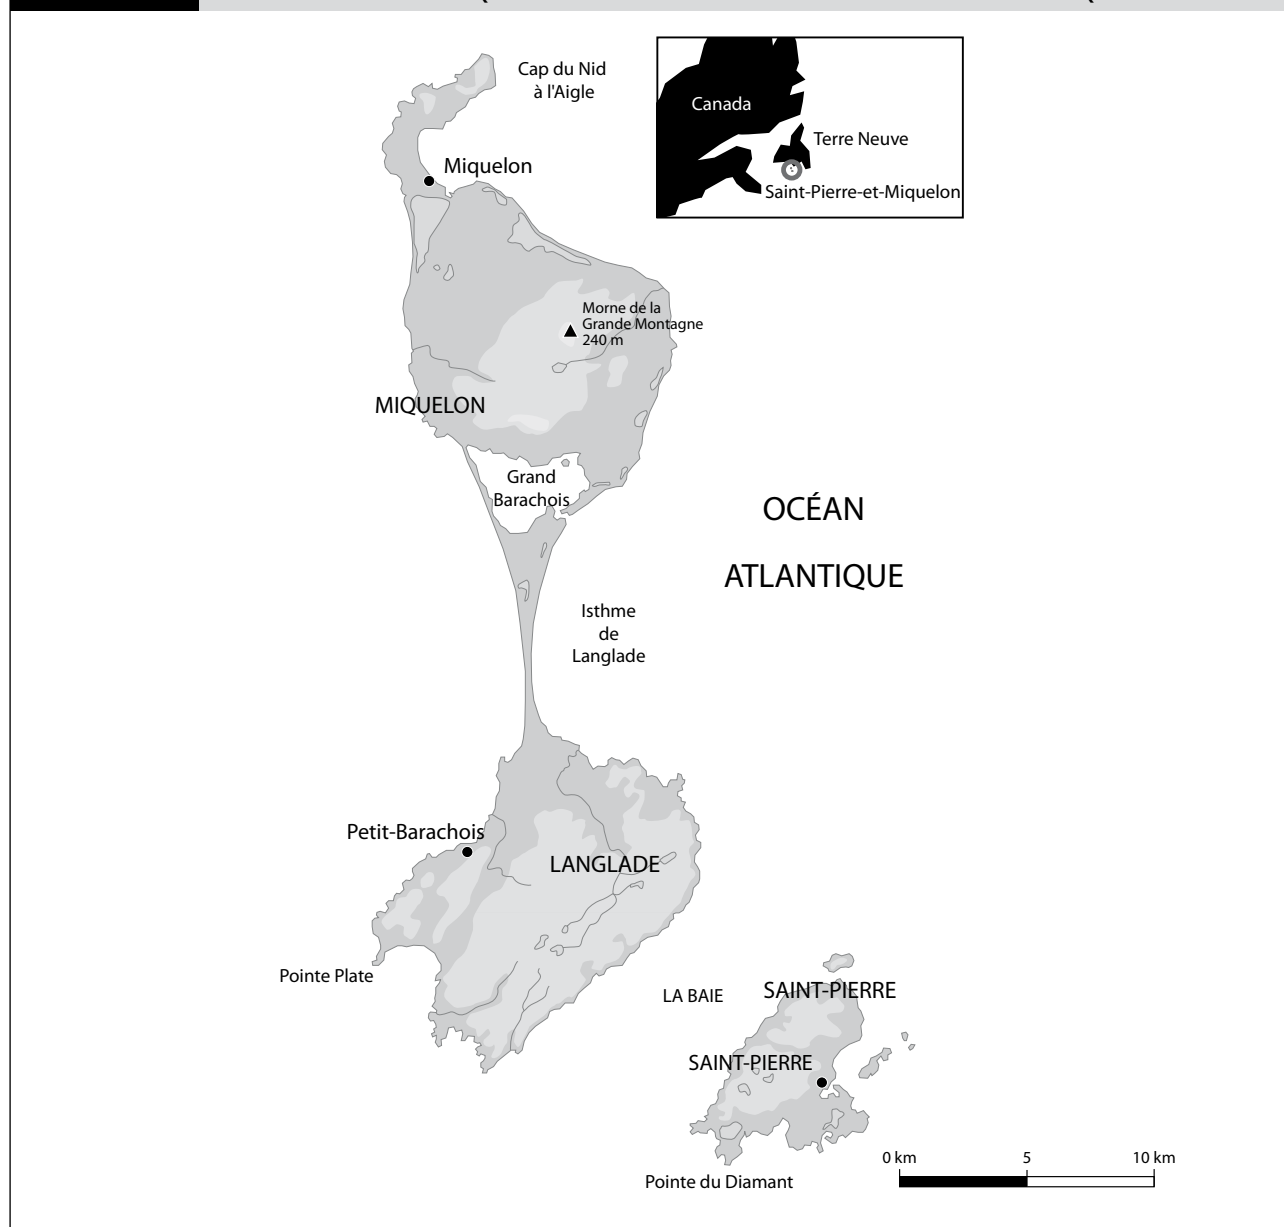 Cap du Nid
à l'Aigle
Canada
Terre Neuve
Saint-Pierre-et-Miquelon
Miquelon
Morne de la
Grande Montagne
240 m
MIQUELON
Grand
Barachois
OCÉAN
ATLANTIQUE
Isthme
de
Langlade
Petit-Barachois
LANGLADE
Pointe Plate
LA BAIE
SAINT-PIERRE
SAINT-PIERRE
Pointe du Diamant
0 km 5 10 km